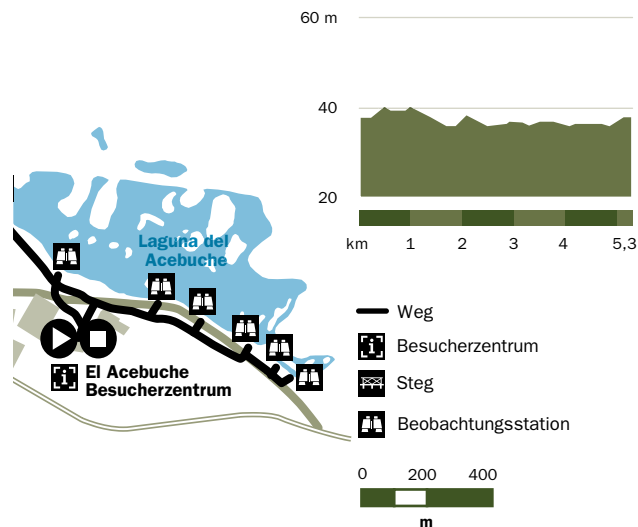 60 m
40
20
km 1 2 3 4 5,3
Laguna del
Acebuche
El Acebuche
Besucherzentrum
Weg
Besucherzentrum
Steg
Beobachtungsstation
0 200 400
m